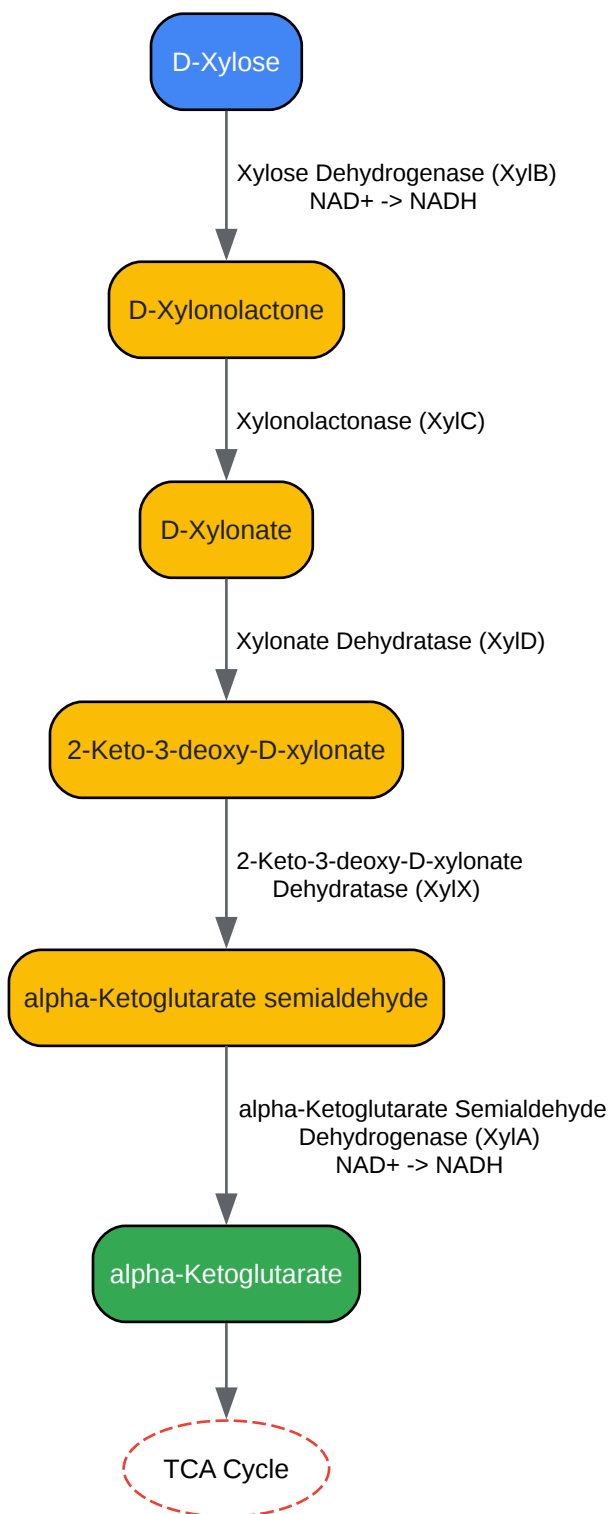 D-Xylose
Xylose Dehydrogenase (XylB)
NAD+ -> NADH
D-Xylonolactone
Xylonolactonase (XylC)
D-Xylonate
Xylonate Dehydratase (XylD)
2-Keto-3-deoxy-D-xylonate
2-Keto-3-deoxy-D-xylonate
Dehydratase (XylX)
alpha-Ketoglutarate semialdehyde
alpha-Ketoglutarate Semialdehyde
Dehydrogenase (XylA)
NAD+ -> NADH
alpha-Ketoglutarate
TCA Cycle